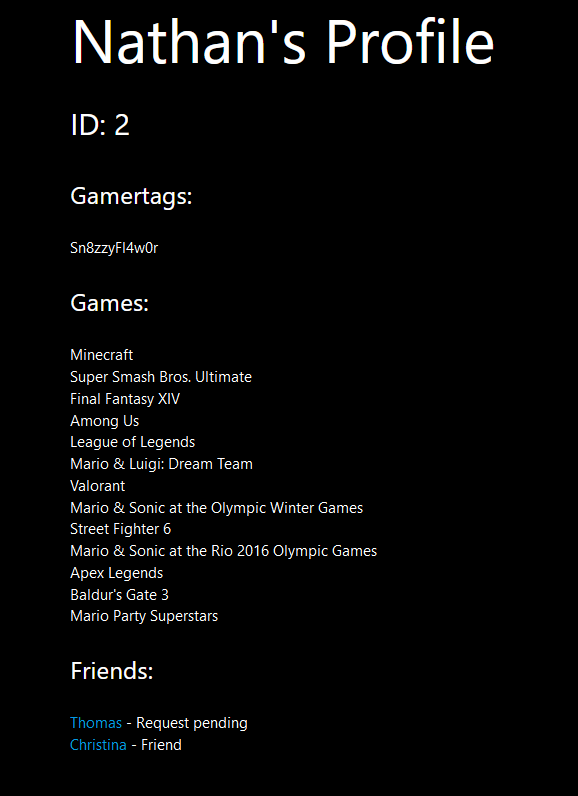 Nathan's Profile
ID: 2
Gamertags:
Sn8zzyFl4w0r
Games:
Minecraft
Super Smash Bros. Ultimate
Final Fantasy XIV
Among Us
League of Legends
Mario & Luigi: Dream Team
Valorant
Mario & Sonic at the Olympic Winter Games
Street Fighter 6
Mario & Sonic at the Rio 2016 Olympic Games
Apex Legends
Baldur's Gate 3
Mario Party Superstars
Friends:
Thomas - Request pending
Christina - Friend